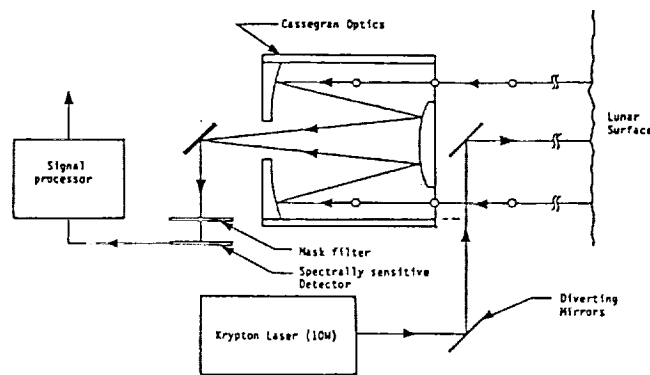 Cassegran Optics
Lunar
Surface
Signal
processor
Mask filter
Spectrally sensitive
Detector
Krypton Laser (10W)
Diverting
Mirrors